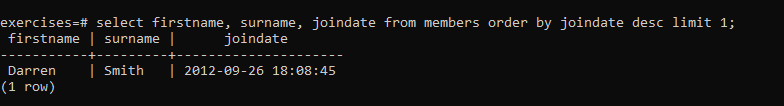 exercises=# select firstname, surname, joindate from members order by joindate desc limit 1;
 firstname | surname |      joindate
-----------+---------+---------------------
 Darren    | Smith   | 2012-09-26 18:08:45
(1 row)